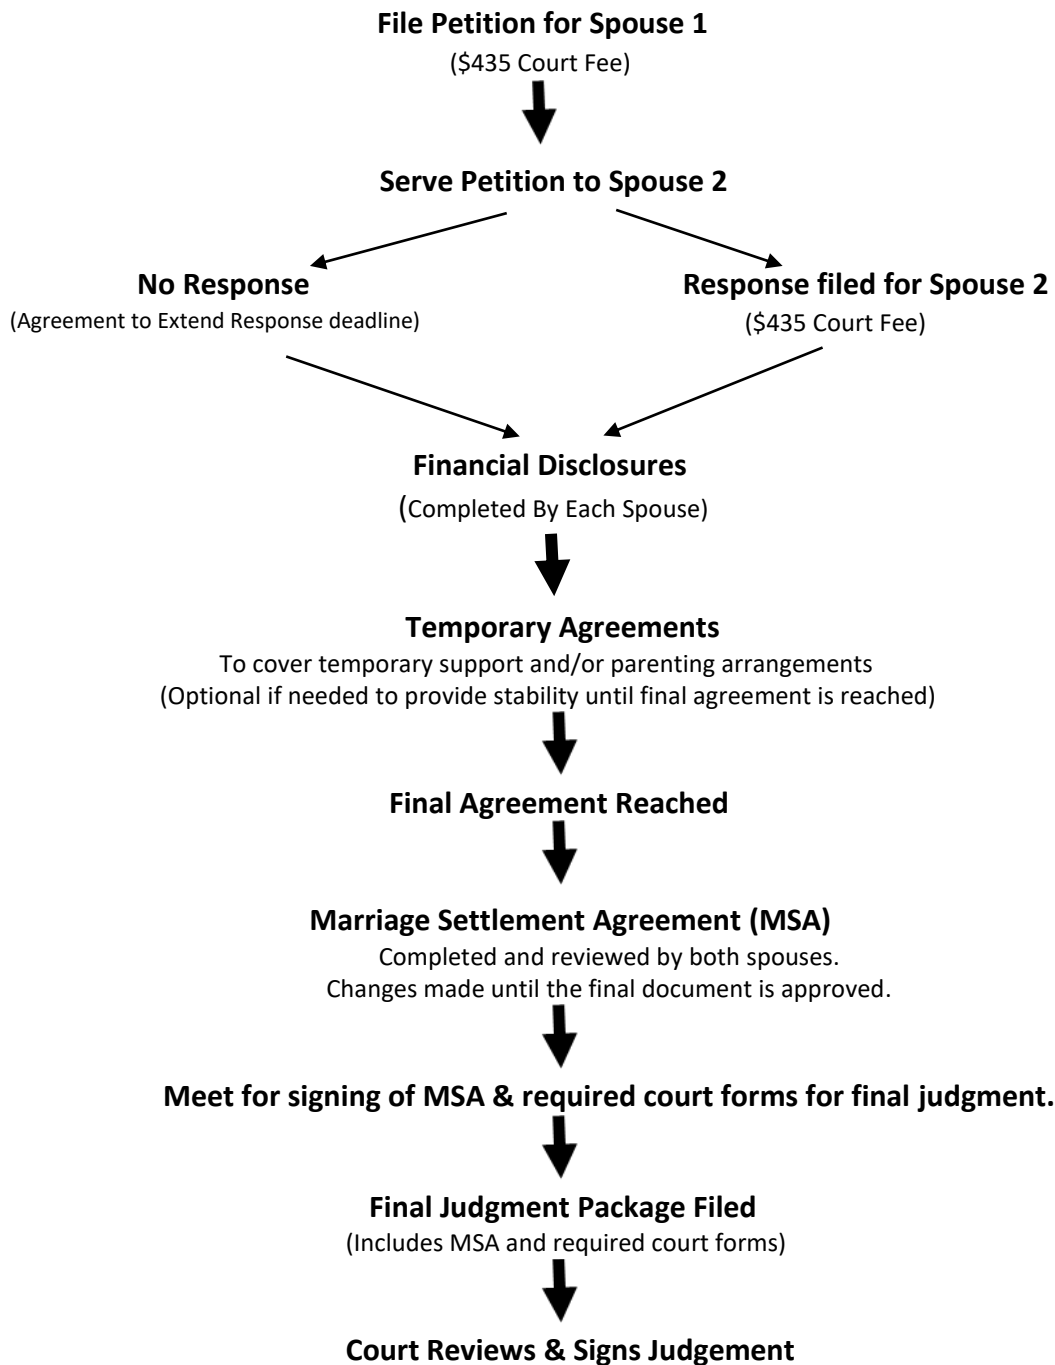 File Petition for Spouse 1
($435 Court Fee)
Serve Petition to Spouse 2
No Response
(Agreement to Extend Response deadline)
Response filed for Spouse 2
($435 Court Fee)
Financial Disclosures
(Completed By Each Spouse)
Temporary Agreements
To cover temporary support and/or parenting arrangements
(Optional if needed to provide stability until final agreement is reached)
Final Agreement Reached
Marriage Settlement Agreement (MSA)
Completed and reviewed by both spouses.
Changes made until the final document is approved.
Meet for signing of MSA & required court forms for final judgment.
Final Judgment Package Filed
(Includes MSA and required court forms)
Court Reviews & Signs Judgement